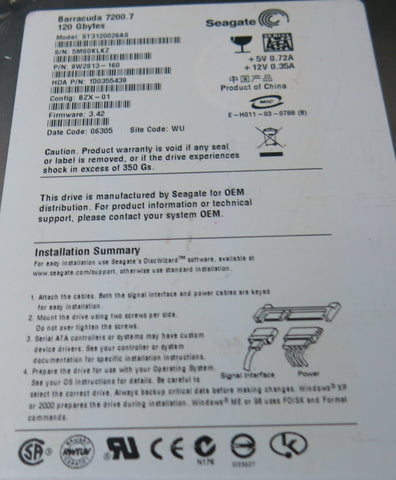 Barracuda 7200.7
120 Gbytes
Model: ST3120026AS
Seagate
S/N: 5MS0KLKZ
P/N: 9W2813-160
HDA P/N: 100355439
Config: BZX-01
Firmware: 3.42
Date Code: 06305 Site Code: WU
SERIAL
ATA
+5V 0.72A
+12V 0.35A
中国产品
Product of China
E-H011-03-0788 (B)
Caution. Product warranty is void if any seal
or label is removed, or if the drive experiences
shock in excess of 350 Gs.
This drive is manufactured by Seagate for OEM
distribution. For product information or technical
support, please contact your system OEM.
Installation Summary
For easy installation use Seagate's DiscWizard™ software, available at
www.seagate.com/support, otherwise use standard installation.
1. Attach the cables. Both the signal interface and power cables are keyed
for easy installation.
2. Mount the drive using two screws per side.
Do not over tighten the screws.
3. Serial ATA controllers or systems may have custom
device drivers. See your controller or system
documentation for specific installation instructions.
4. Prepare the drive for use with your Operating System.
See your OS instructions for details. Be careful to
select the correct drive. Always backup critical data before making changes. Windows® XP
or 2000 prepares the drive during installation. Windows® ME or 98 uses FDISK and Format
commands.
Signal Interface Power
N176
D33027